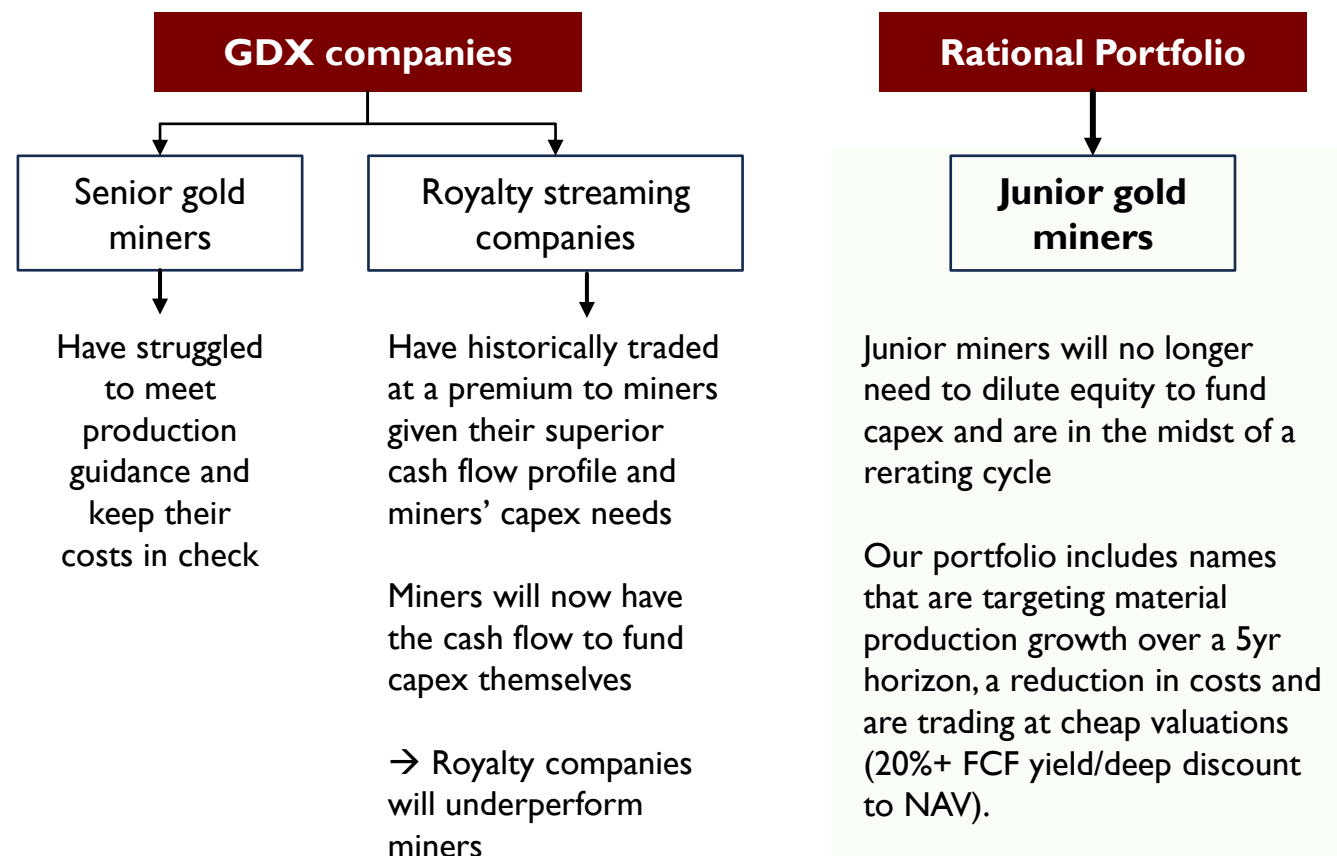 GDX companies
Rational Portfolio
Senior gold
miners
Royalty streaming
companies
Junior gold
miners
Have struggled
to meet
production
guidance and
keep their
costs in check
Have historically traded
at a premium to miners
given their superior
cash flow profile and
miners’ capex needs
Miners will now have
the cash flow to fund
capex themselves
→ Royalty companies
will underperform
miners
Junior miners will no longer
need to dilute equity to fund
capex and are in the midst of a
rerating cycle
Our portfolio includes names
that are targeting material
production growth over a 5yr
horizon, a reduction in costs and
are trading at cheap valuations
(20%+ FCF yield/deep discount
to NAV).